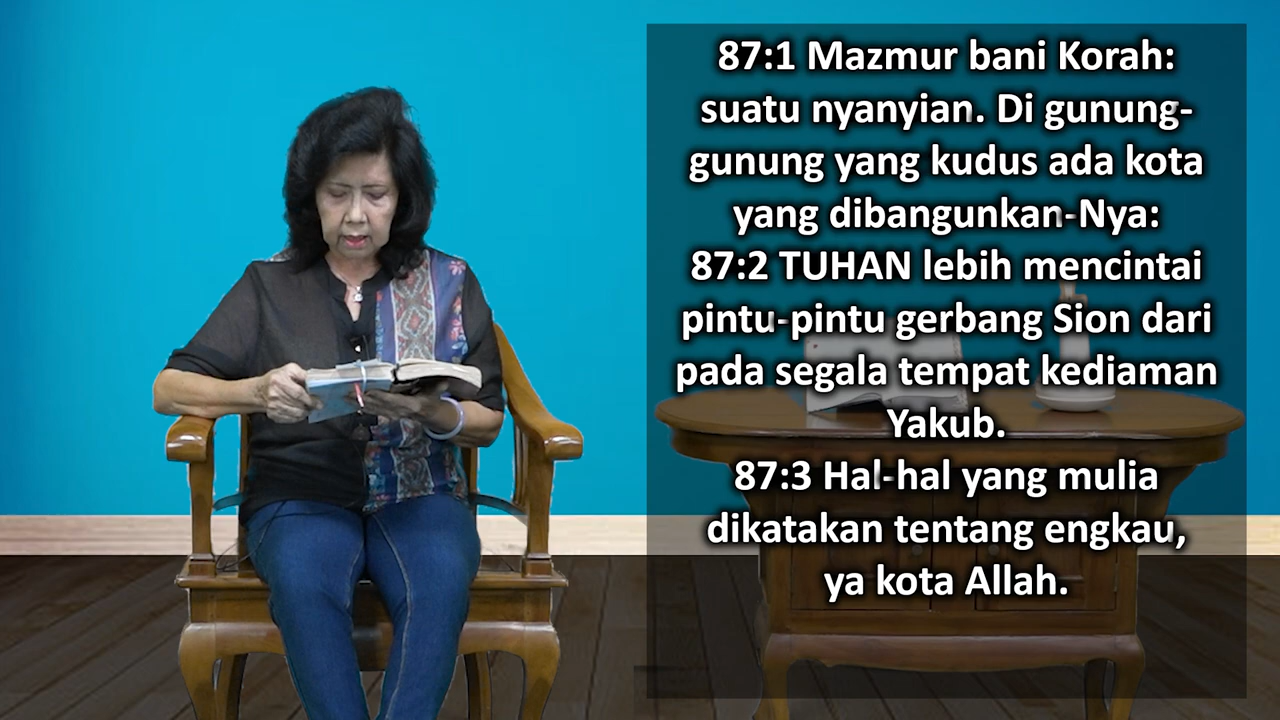 87:1 Mazmur bani Korah:
suatu nyanyian. Di gunung-
gunung yang kudus ada kota
yang dibangunkan-Nya:
87:2 TUHAN lebih mencintai
pintu-pintu gerbang Sion dari
pada segala tempat kediaman
Yakub.
87:3 Hal-hal yang mulia
dikatakan tentang engkau,
ya kota Allah.